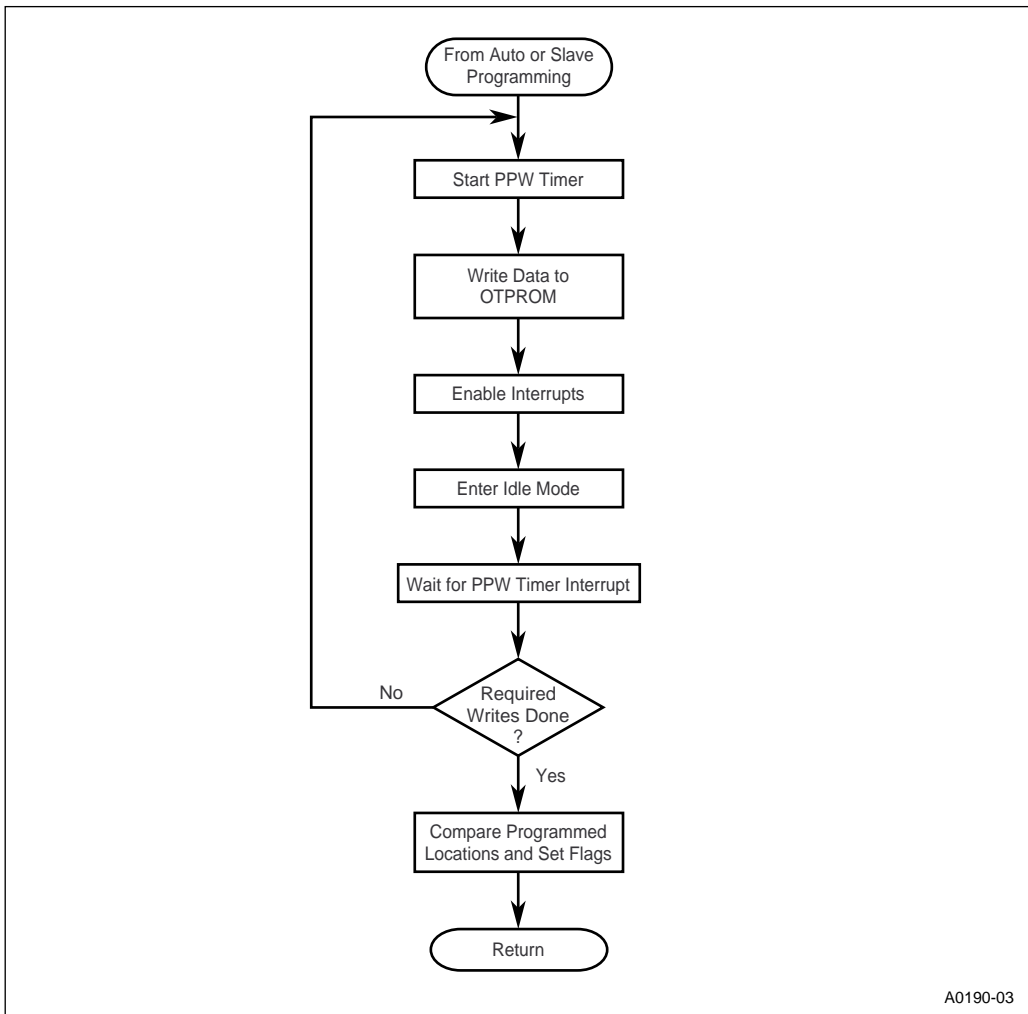 From Auto or Slave
Programming
Start PPW Timer
Write Data to
OTPROM
Enable Interrupts
Enter Idle Mode
Wait for PPW Timer Interrupt
No
Required
Writes Done
?
Yes
Compare Programmed
Locations and Set Flags
Return
A0190-03